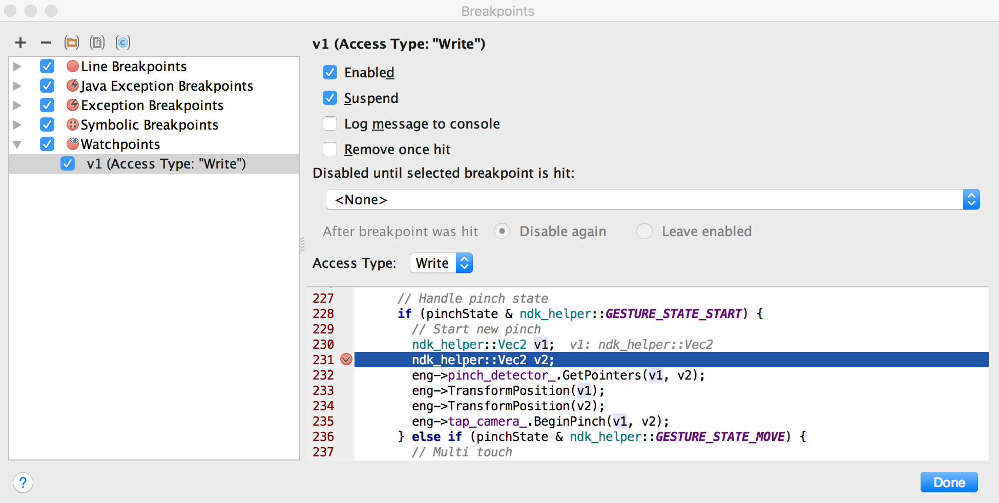 Breakpoints
Line Breakpoints
Java Exception Breakpoints
Exception Breakpoints
Symbolic Breakpoints
Watchpoints
v1 (Access Type: "Write")
v1 (Access Type: "Write")
Enabled
Suspend
Log message to console
Remove once hit
Disabled until selected breakpoint is hit:
<None>
After breakpoint was hit Disable again Leave enabled
Access Type: Write
227 // Handle pinch state
228 if (pinchState & ndk_helper::GESTURE_STATE_START) {
229 // Start new pinch
230 ndk_helper::Vec2 v1; v1: ndk_helper::Vec2
231 ndk_helper::Vec2 v2;
232 eng->pinch_detector_.GetPointers(v1, v2);
233 eng->TransformPosition(v1);
234 eng->TransformPosition(v2);
235 eng->tap_camera_.BeginPinch(v1, v2);
236 } else if (pinchState & ndk_helper::GESTURE_STATE_MOVE) {
237 // Multi touch
?
Done